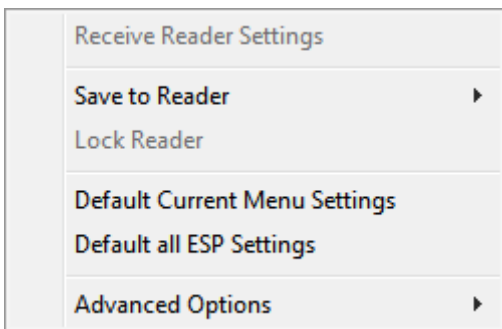 Receive Reader Settings
Save to Reader
Lock Reader
Default Current Menu Settings
Default all ESP Settings
Advanced Options